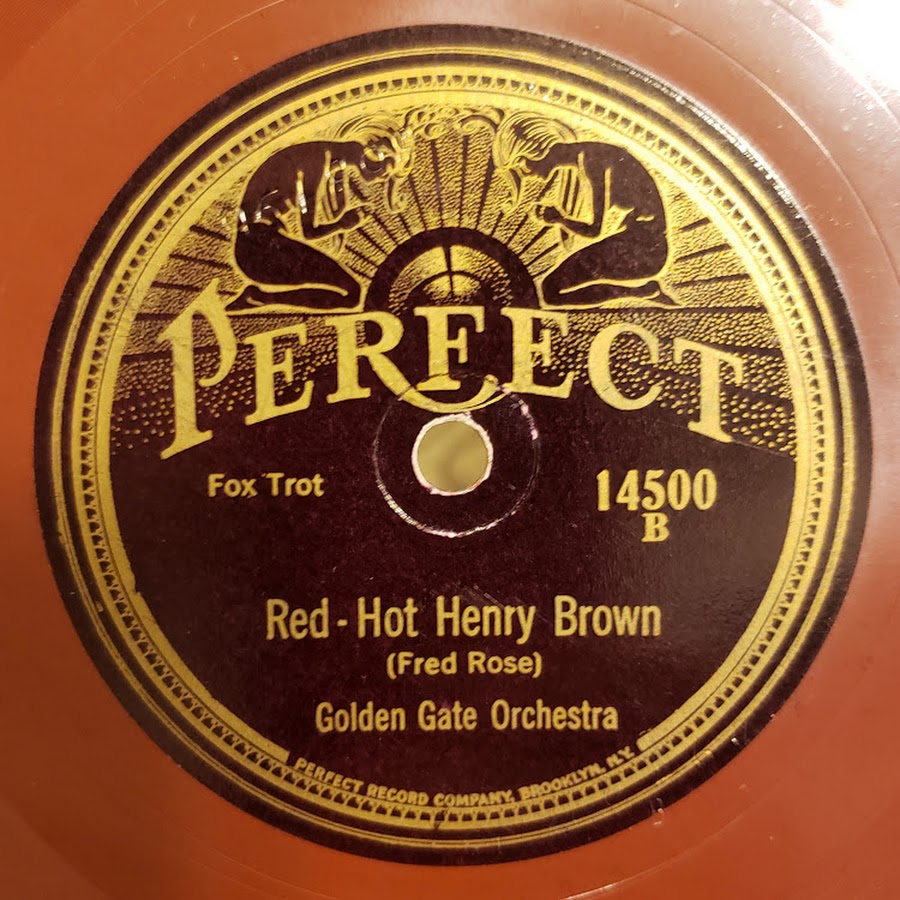 PERFECT
Fox Trot
14500
B
Red-Hot Henry Brown
(Fred Rose)
Golden Gate Orchestra
PERFECT RECORD COMPANY, BROOKLYN, N.Y.